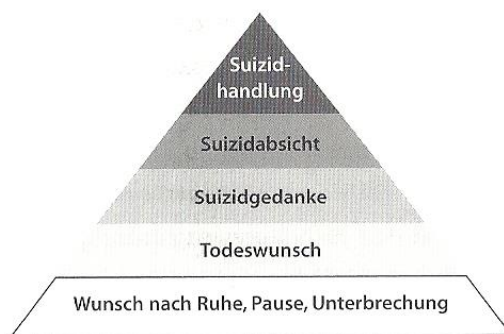 Suizid-
handlung
Suizidabsicht
Suizidgedanke
Todeswunsch
Wunsch nach Ruhe, Pause, Unterbrechung